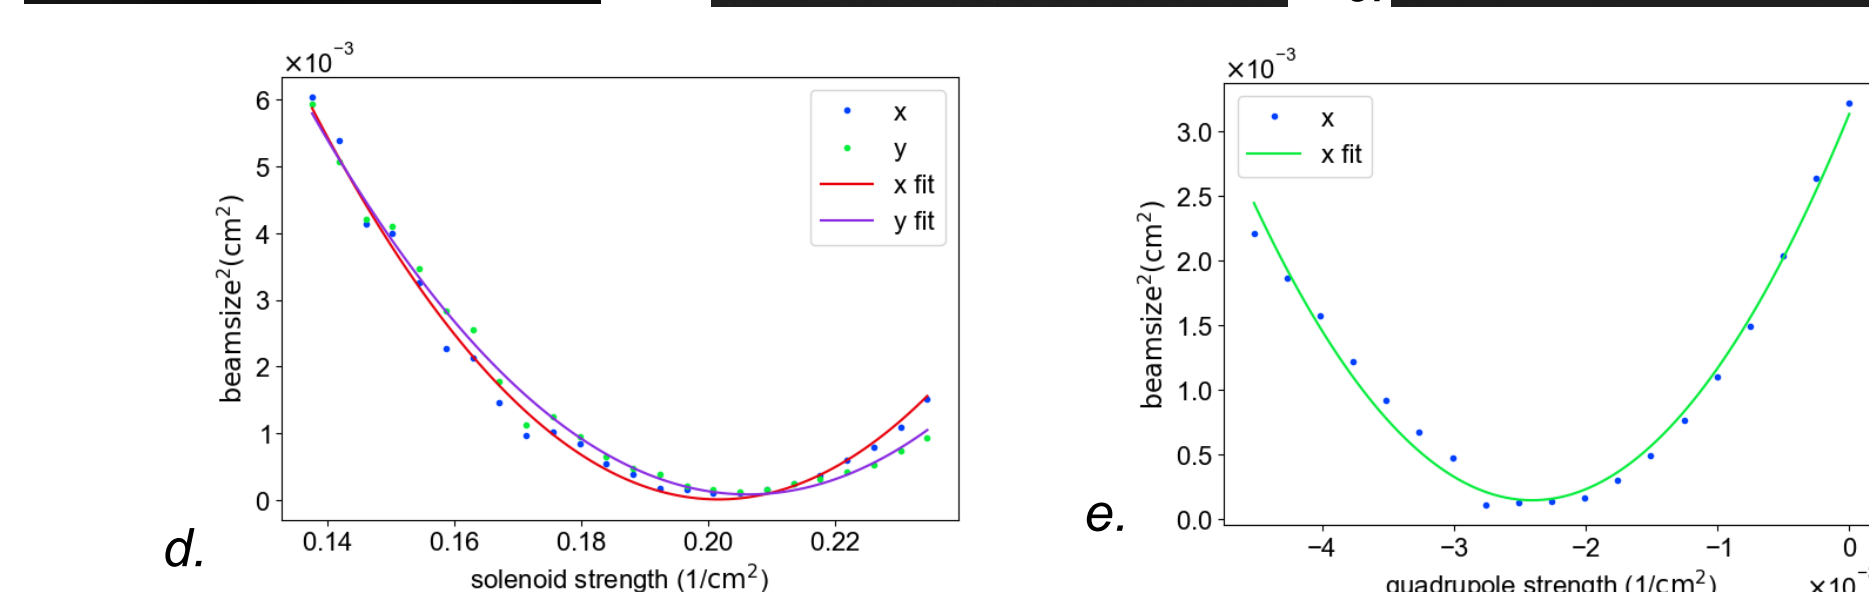 ×10⁻³
6
5
4
3
2
1
0
beamsize²(cm²)
x
y
x fit
y fit
0.14 0.16 0.18 0.20 0.22
solenoid strength (1/cm²)
d.
×10⁻³
3.0
2.5
2.0
1.5
1.0
0.5
0.0
beamsize²(cm²)
x
x fit
−4 −3 −2 −1 0
quadrupole strength (1/cm²)
e.